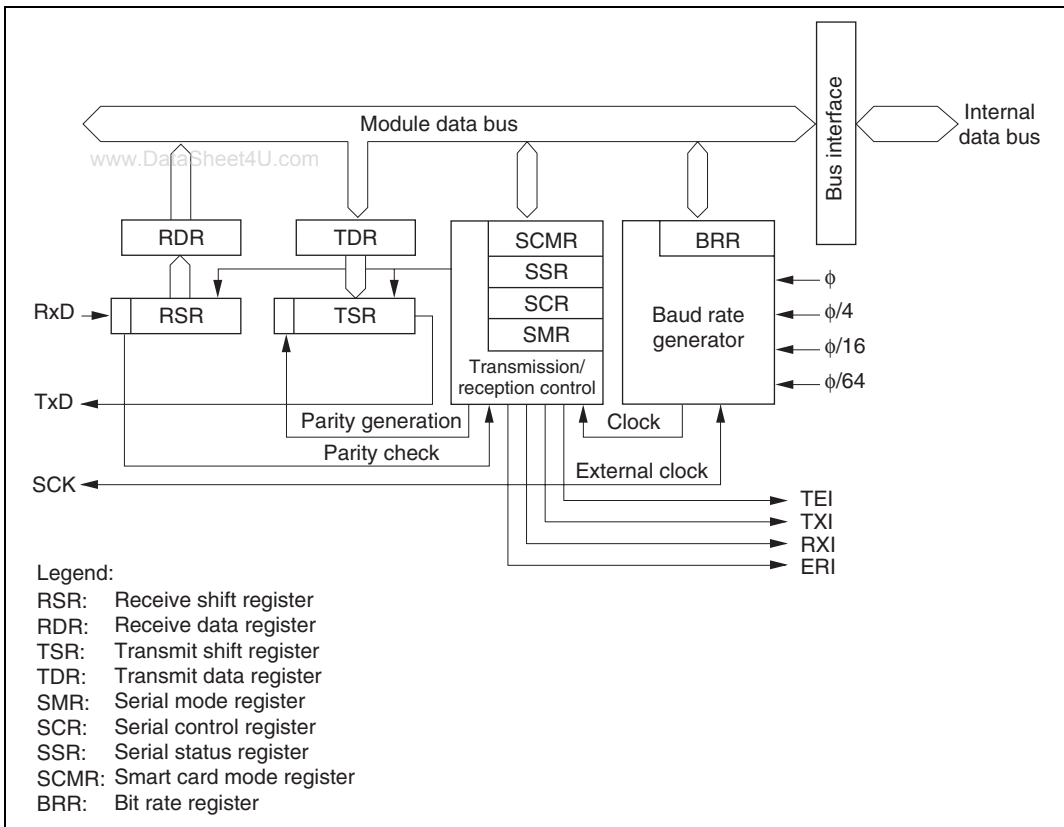 Module data bus
Bus interface
Internal
data bus
www.DataSheet4U.com
RDR
TDR
SCMR
BRR
SSR
φ
RxD
RSR
TSR
SCR
Baud rate
generator
φ/4
SMR
φ/16
Transmission/
reception control
φ/64
TxD
Parity generation
Clock
Parity check
SCK
External clock
TEI
TXI
RXI
ERI
Legend:
RSR: Receive shift register
RDR: Receive data register
TSR: Transmit shift register
TDR: Transmit data register
SMR: Serial mode register
SCR: Serial control register
SSR: Serial status register
SCMR: Smart card mode register
BRR: Bit rate register